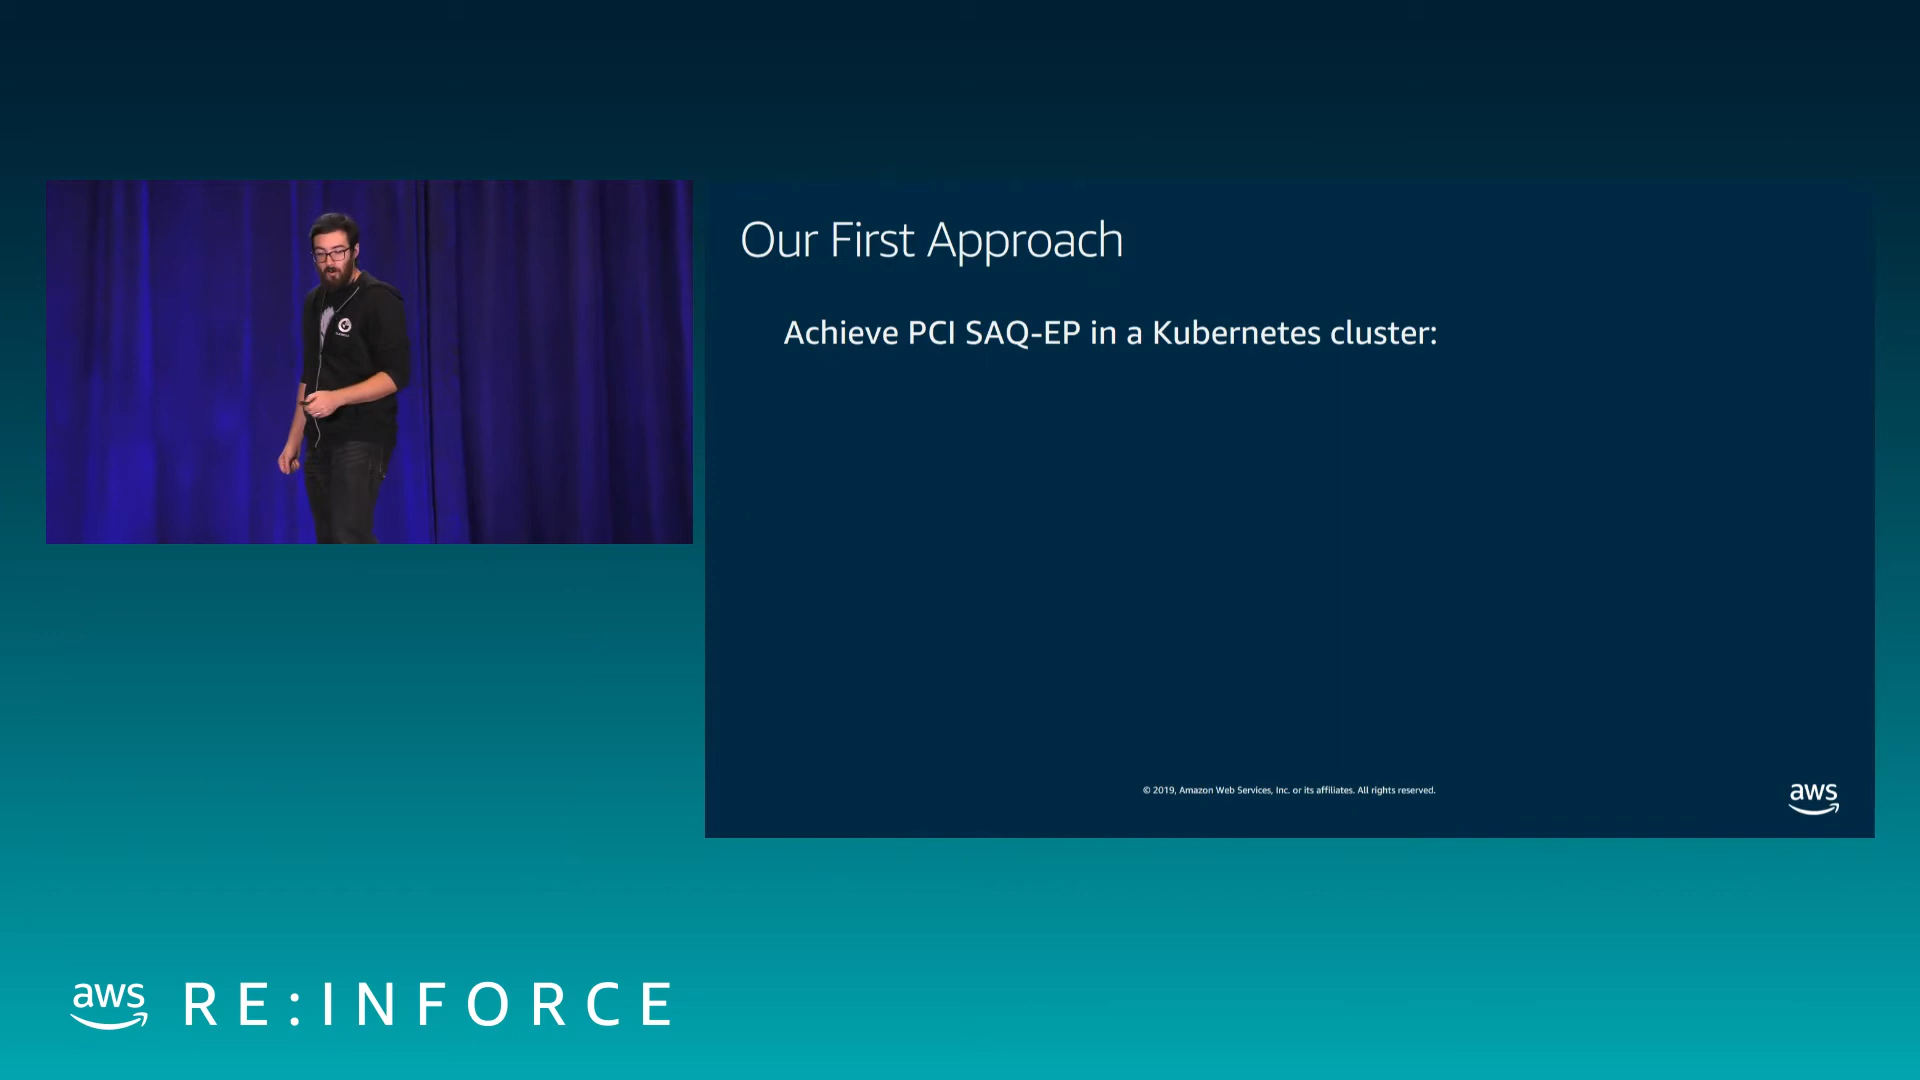 Our First Approach
Achieve PCI SAQ-EP in a Kubernetes cluster:
© 2019, Amazon Web Services, Inc. or its affiliates. All rights reserved.
aws
aws RE:INFORCE